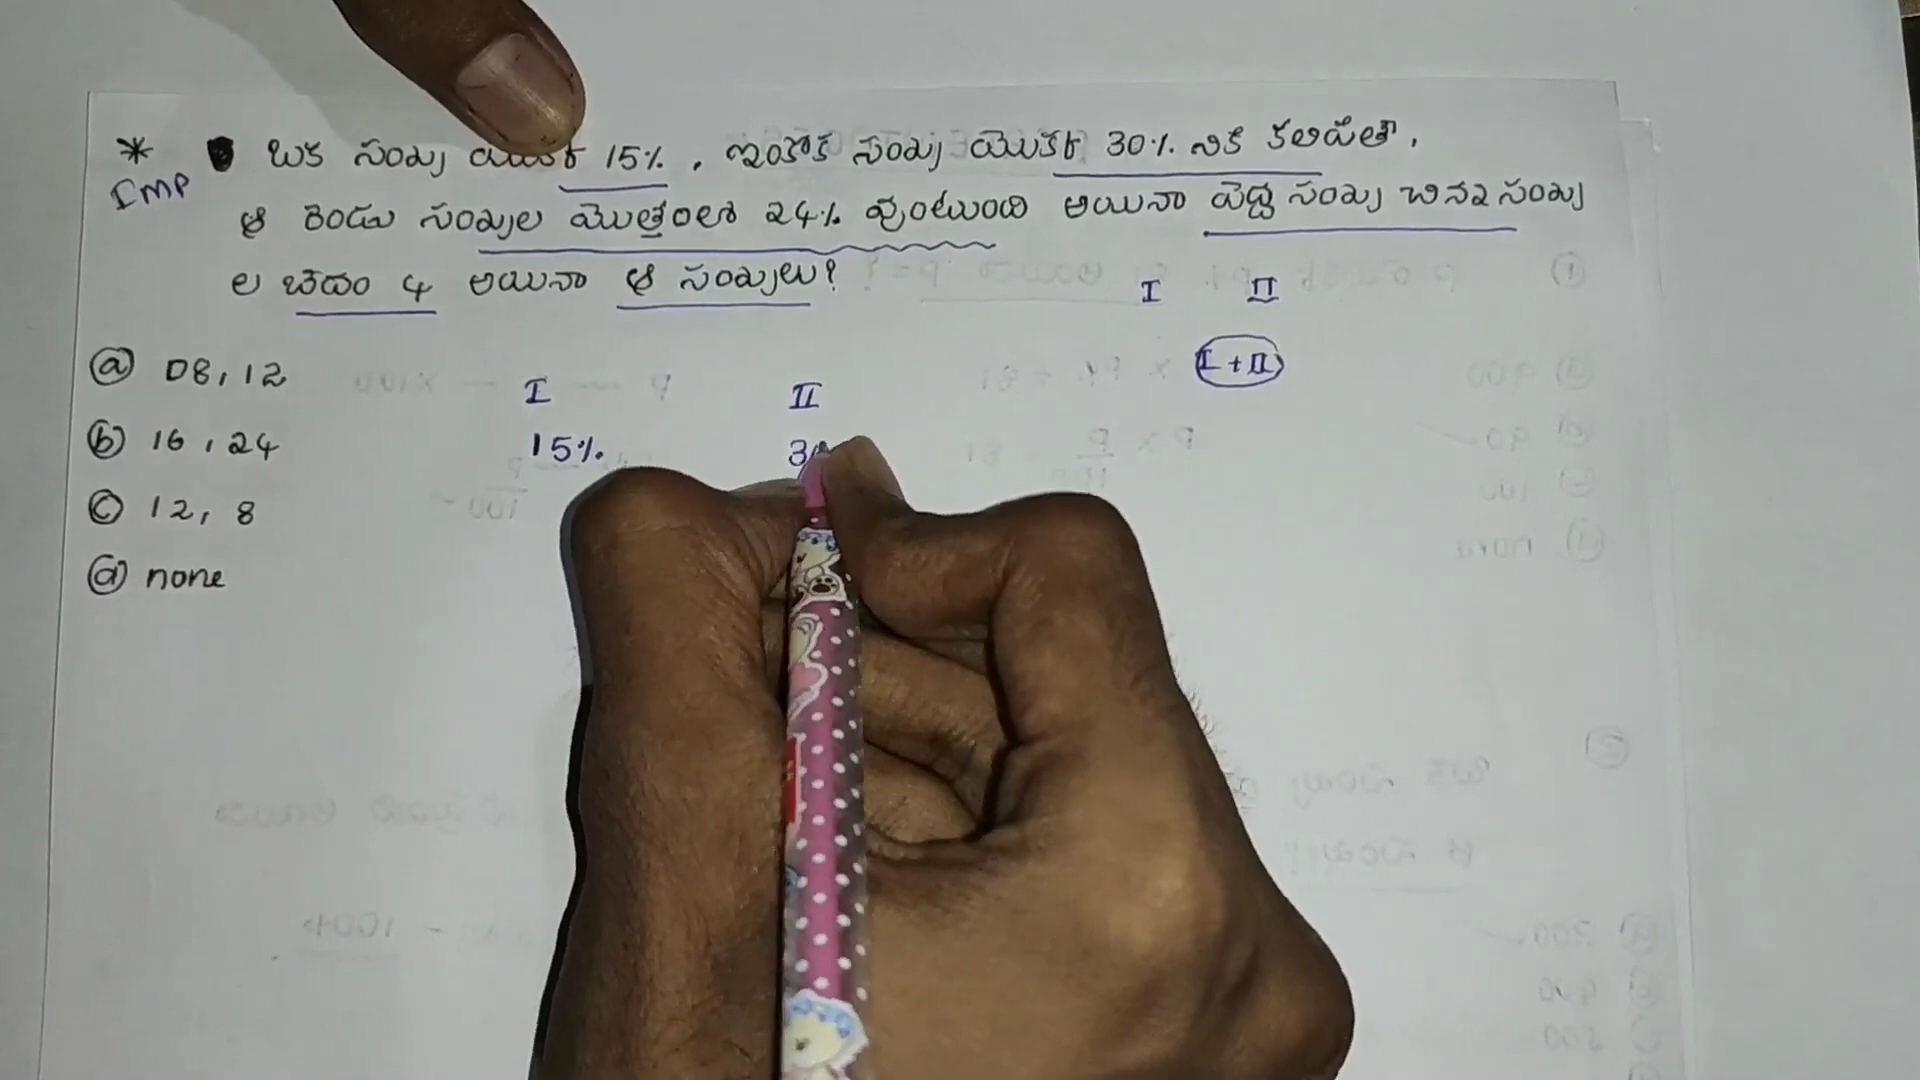 * ఒక సంఖ్య 15%, ఇంకొక సంఖ్య యొక్క 30% నికి కలిపితే,
IMP
ఆ రెండు సంఖ్యల మొత్తంలో 24% వుంటుంది అయినా పెద్ద సంఖ్య చిన్న సంఖ్య
ల బేదం 4 అయినా ఆ సంఖ్యలు?
I II
I + II
ⓐ 08, 12
ⓑ 16, 24
ⓒ 12, 8
ⓓ none
I II
15%